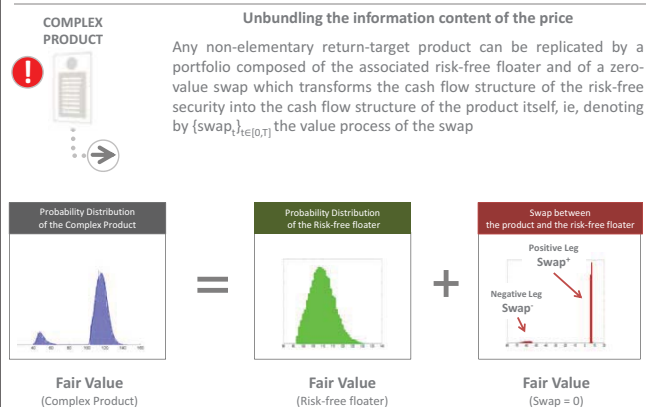 COMPLEX
PRODUCT
!
Unbundling the information content of the price
Any non-elementary return-target product can be replicated by a
portfolio composed of the associated risk-free floater and of a zero-
value swap which transforms the cash flow structure of the risk-free
security into the cash flow structure of the product itself, ie, denoting
by {swapₜ}ₜ∈[0,T] the value process of the swap
Probability Distribution
of the Complex Product
=
Probability Distribution
of the Risk-free floater
+
Swap between
the product and the risk-free floater
Positive Leg
Swap⁺
Negative Leg
Swap⁻
Fair Value
(Complex Product)
Fair Value
(Risk-free floater)
Fair Value
(Swap = 0)